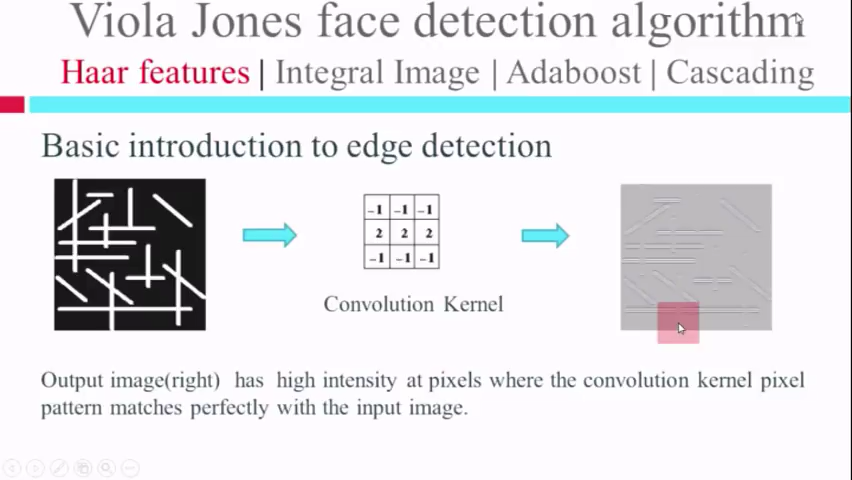 Viola Jones face detection algorithm
Haar features | Integral Image | Adaboost | Cascading
Basic introduction to edge detection
-1 -1 -1
2 2 2
-1 -1 -1
Convolution Kernel
Output image(right) has high intensity at pixels where the convolution kernel pixel
pattern matches perfectly with the input image.